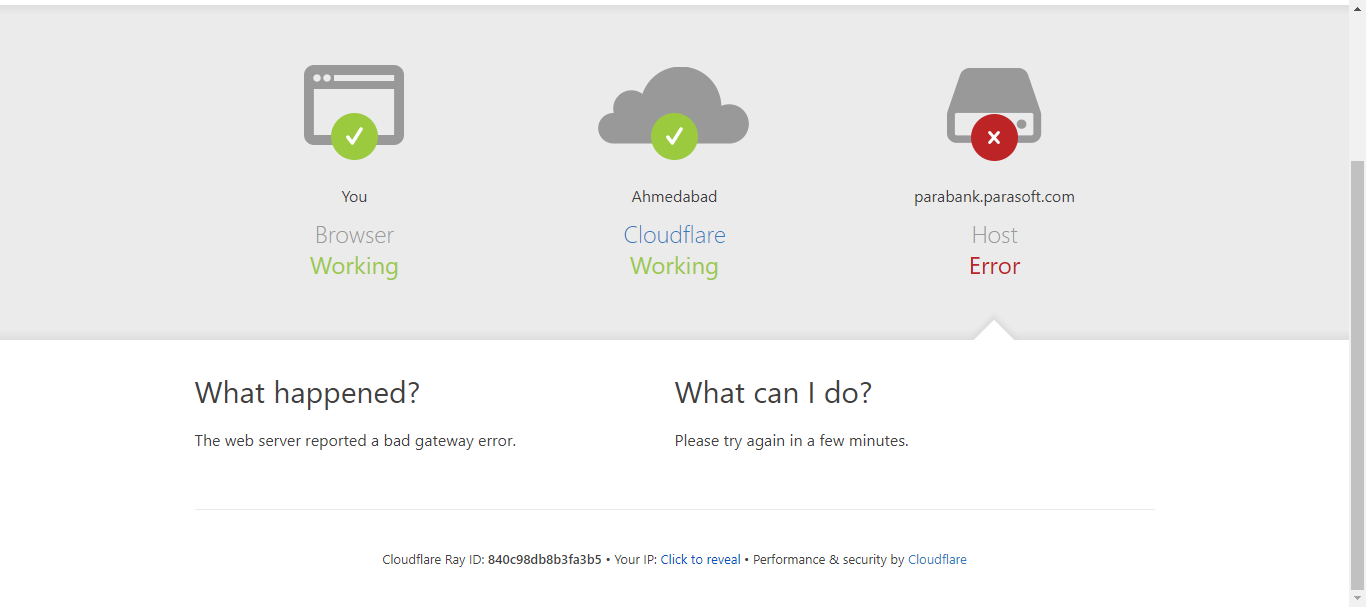 You
Browser
Working
Ahmedabad
Cloudflare
Working
parabank.parasoft.com
Host
Error
What happened?
The web server reported a bad gateway error.
What can I do?
Please try again in a few minutes.
Cloudflare Ray ID: 840c98db8b3fa3b5 • Your IP: Click to reveal • Performance & security by Cloudflare